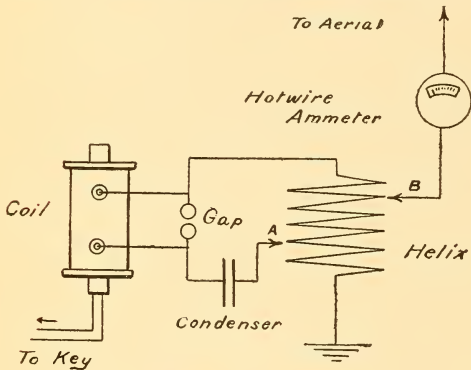 To Aerial
Hotwire
Ammeter
B
Coil
Gap
A
Helix
Condenser
To Key